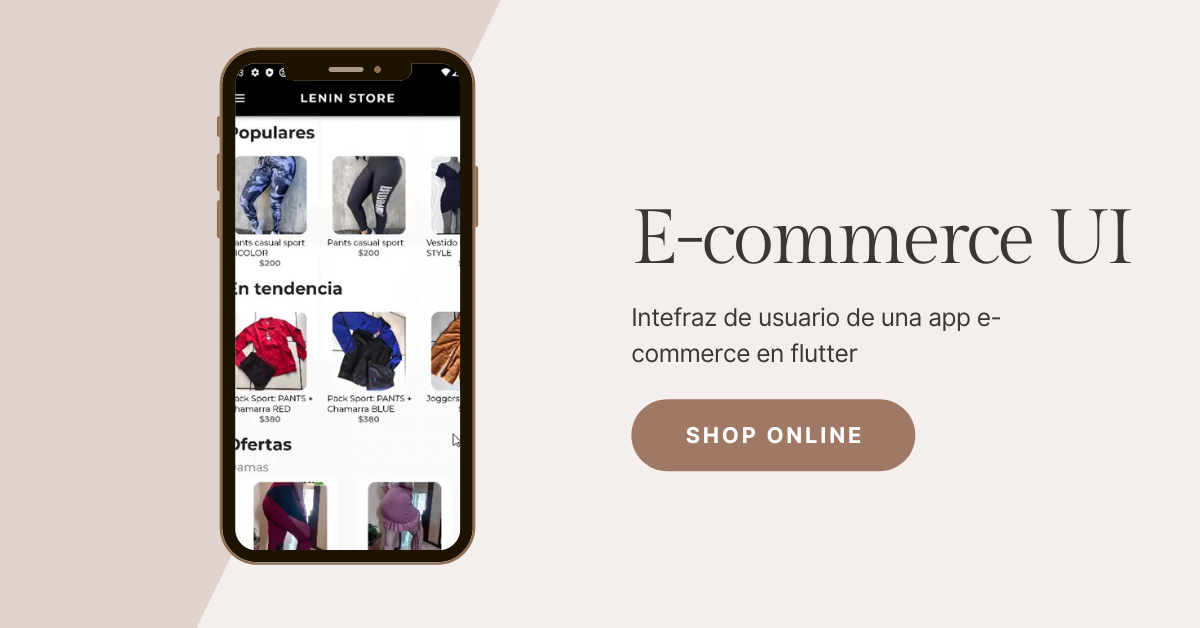 LENIN STORE
Populares
Pants casual sport
Pants casual sport
Vestido
COLOR
STYLE
$200
$200
En tendencia
Pack Sport: PANTS +
Pack Sport: PANTS +
Joggers
Chamarra RED
Chamarra BLUE
$380
$380
Ofertas
Damas
E-commerce UI
Intefraz de usuario de una app e-
commerce en flutter
SHOP ONLINE